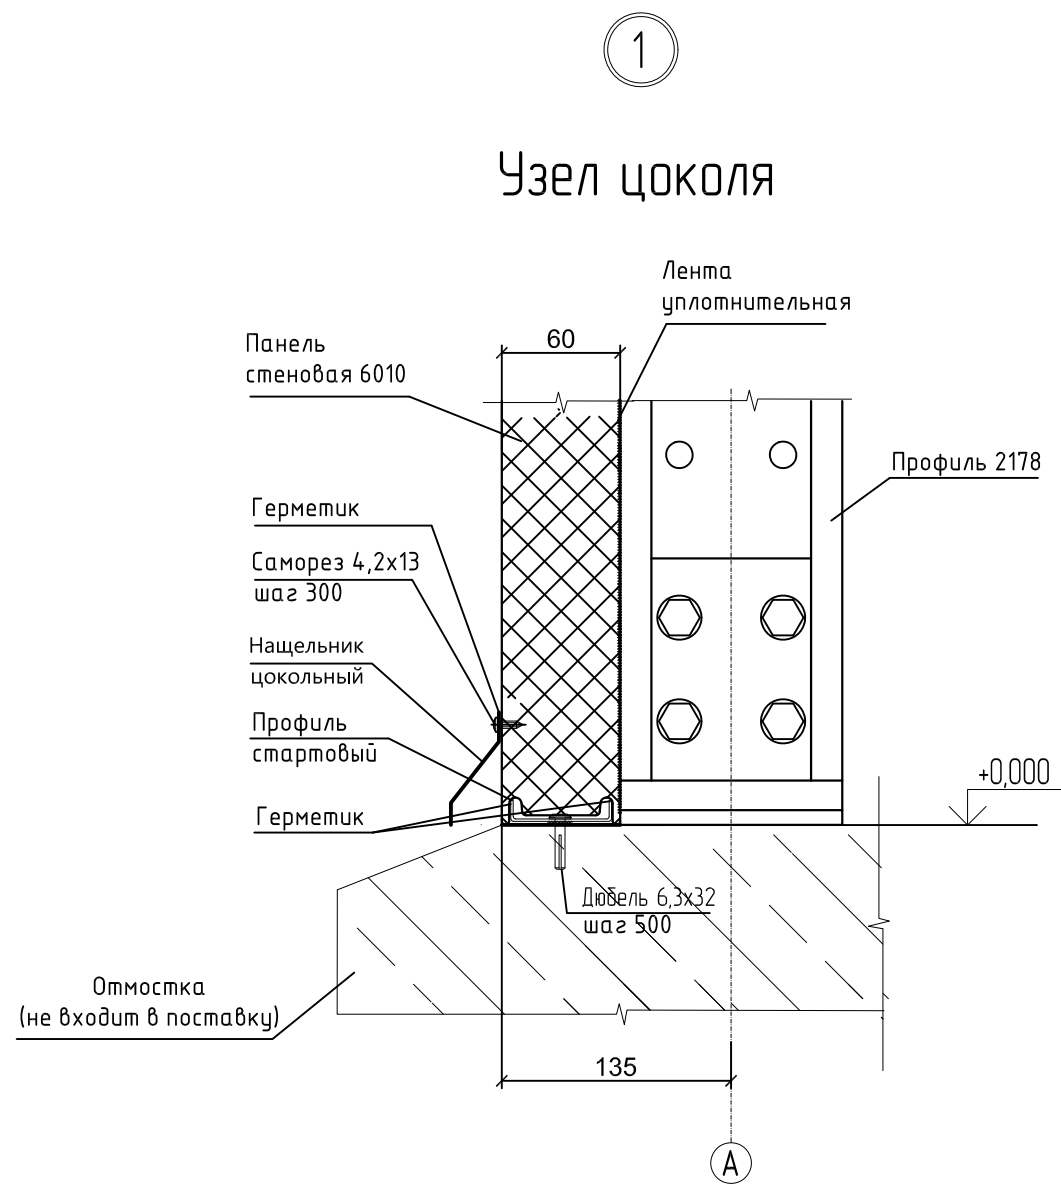 1
Узел цоколя
Лента
уплотнительная
60
Панель
стеновая 6010
Профиль 2178
Герметик
Саморез 4,2х13
шаг 300
Нащельник
цокольный
Профиль
стартовый
+0,000
Герметик
Дюбель 6,3х32
шаг 500
Отмостка
(не входит в поставку)
135
А